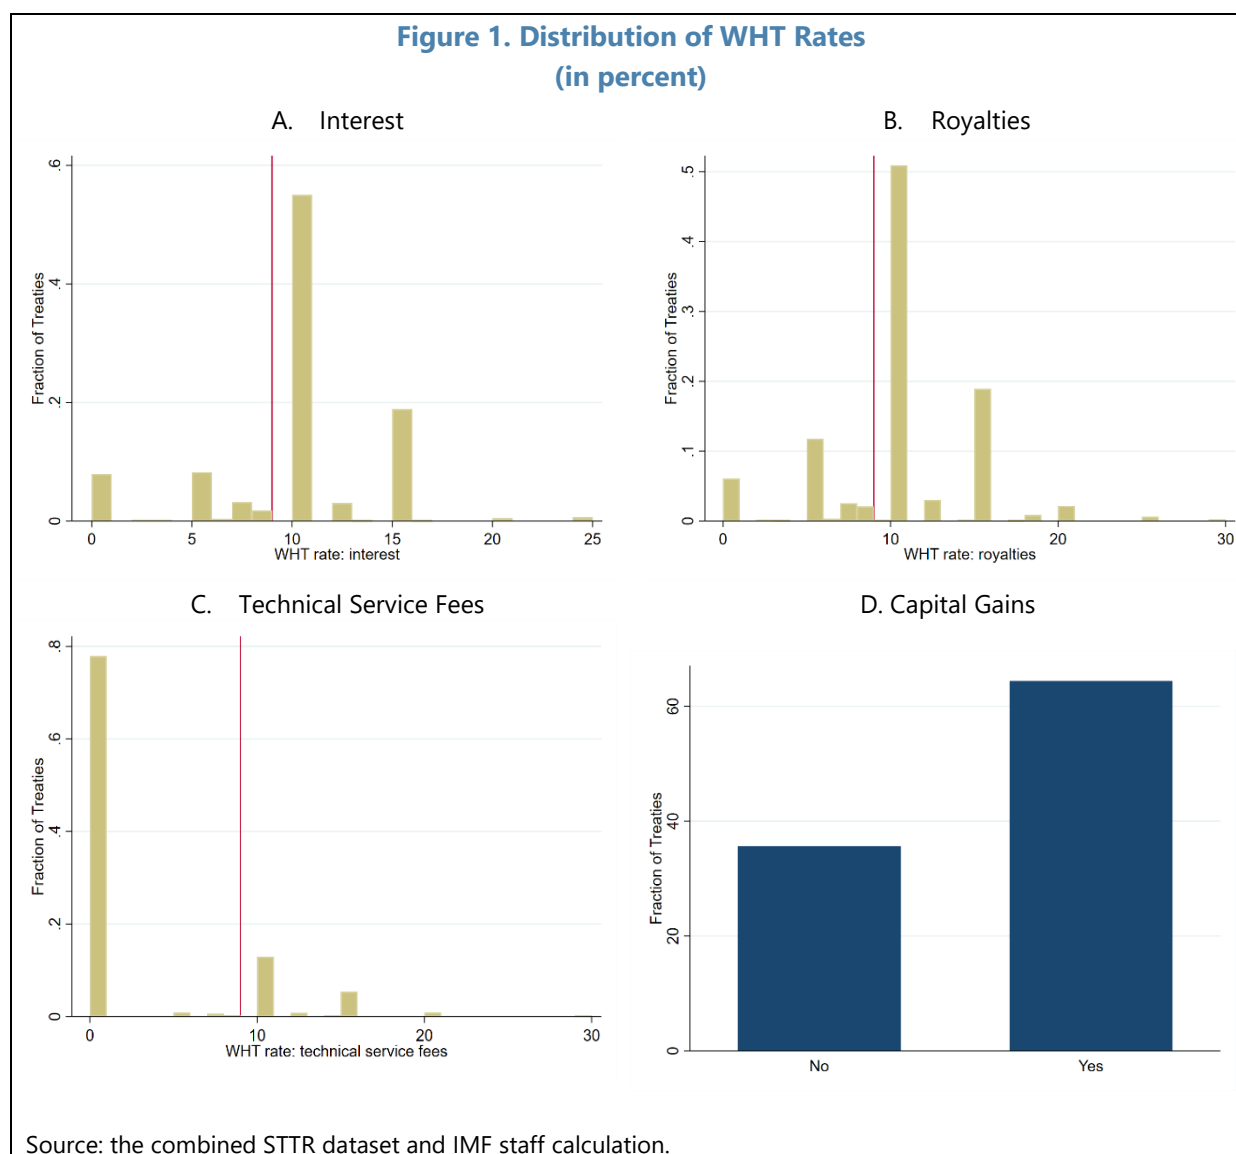 Figure 1. Distribution of WHT Rates
(in percent)
A. Interest
Fraction of Treaties
0
.2
.4
.6
0
5
10
15
20
25
WHT rate: interest
B. Royalties
Fraction of Treaties
0
.1
.2
.3
.4
.5
0
10
20
30
WHT rate: royalties
C. Technical Service Fees
Fraction of Treaties
0
.2
.4
.6
.8
0
10
20
30
WHT rate: technical service fees
D. Capital Gains
Fraction of Treaties
0
20
40
60
No
Yes
Source: the combined STTR dataset and IMF staff calculation.